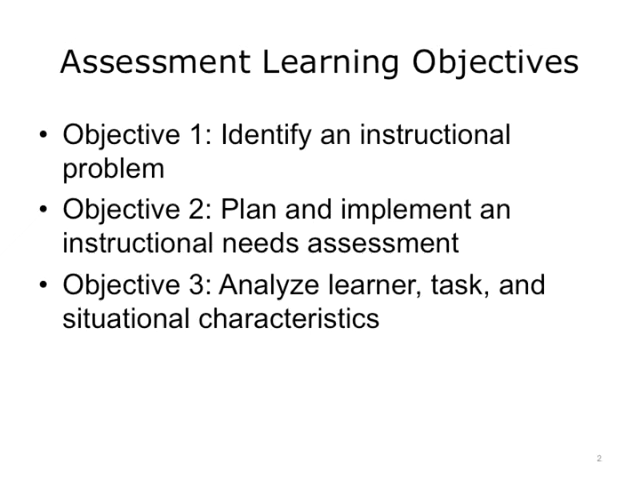 Assessment Learning Objectives
• Objective 1: Identify an instructional
problem
• Objective 2: Plan and implement an
instructional needs assessment
• Objective 3: Analyze learner, task, and
situational characteristics
2